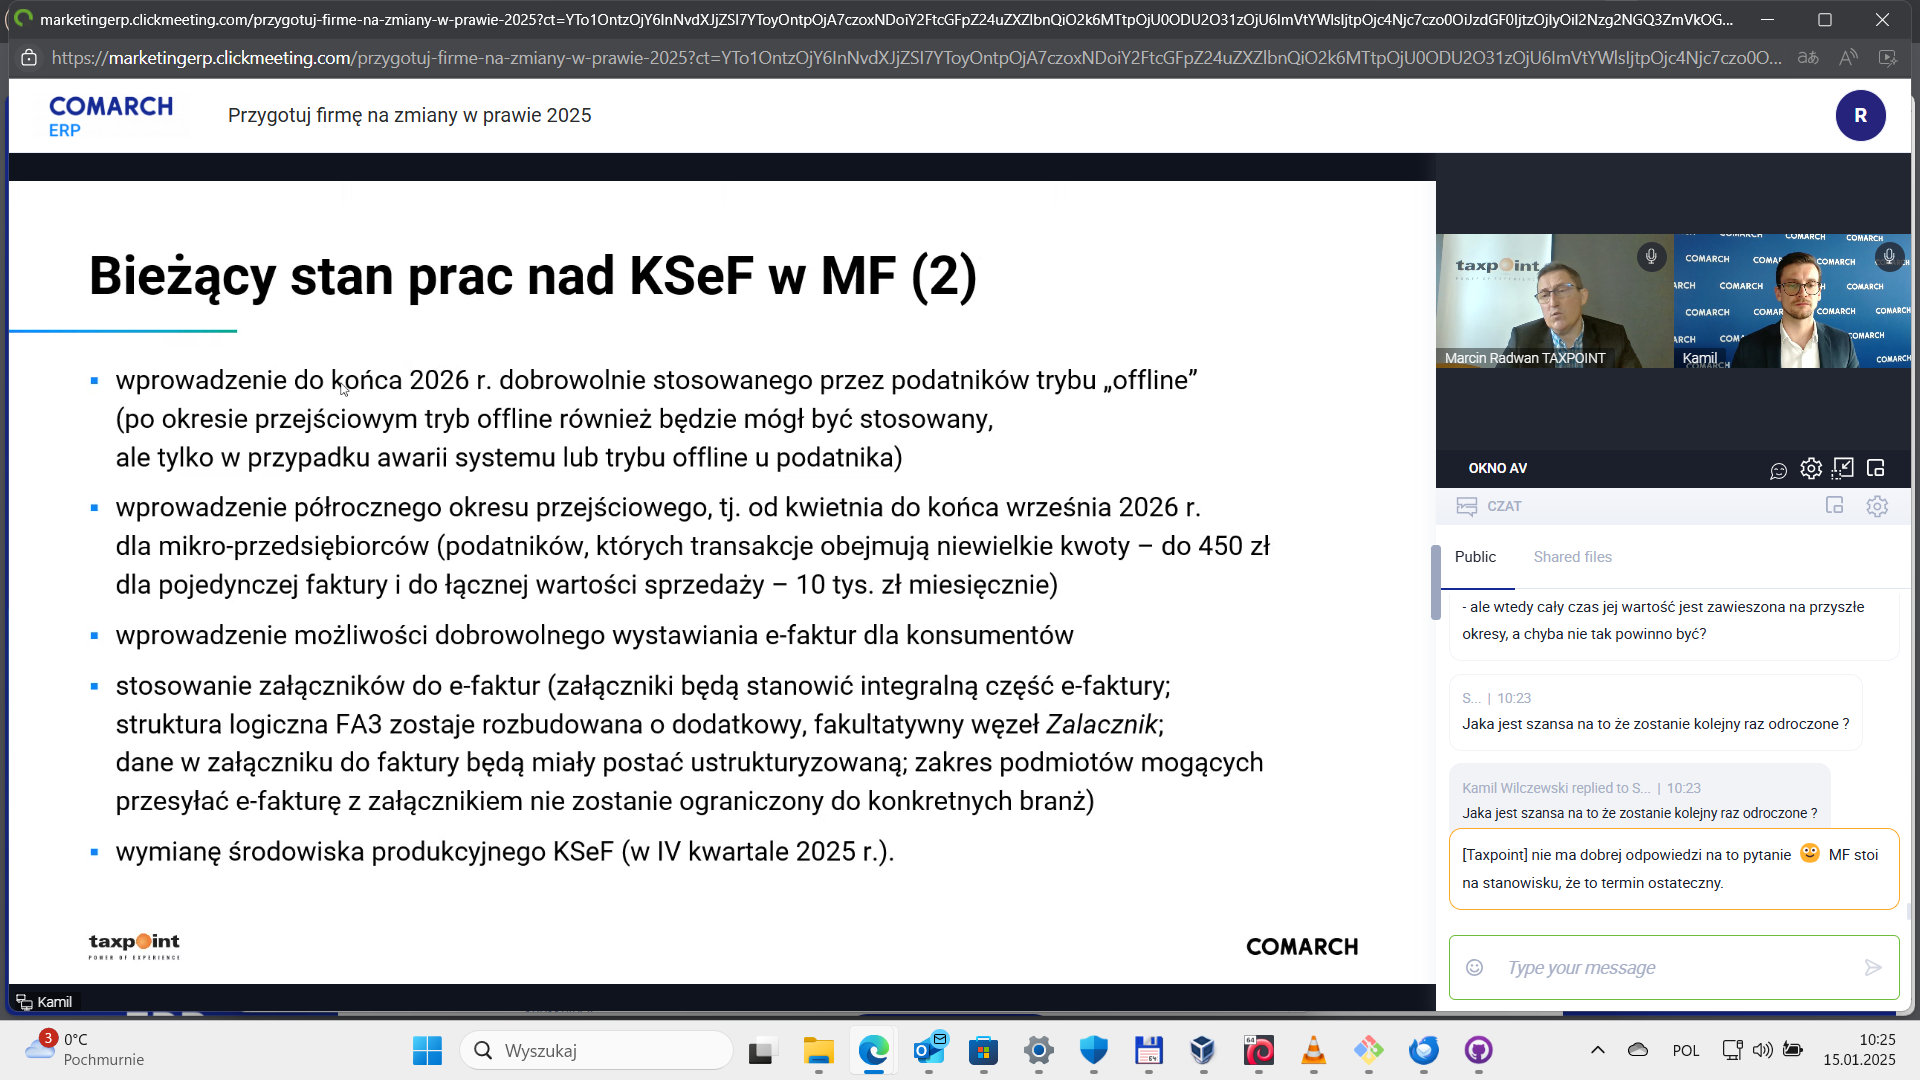 marketingerp.clickmeeting.com/przygotuj-firme-na-zmiany-w-prawie-2025?ct=
https://marketingerp.clickmeeting.com/przygotuj-firme-na-zmiany-w-prawie-2025?ct=
COMARCH
ERP
Przygotuj firmę na zmiany w prawie 2025
R
Bieżący stan prac nad KSeF w MF (2)
▪ wprowadzenie do końca 2026 r. dobrowolnie stosowanego przez podatników trybu „offline”
(po okresie przejściowym tryb offline również będzie mógł być stosowany,
ale tylko w przypadku awarii systemu lub trybu offline u podatnika)
▪ wprowadzenie półrocznego okresu przejściowego, tj. od kwietnia do końca września 2026 r.
dla mikro-przedsiębiorców (podatników, których transakcje obejmują niewielkie kwoty – do 450 zł
dla pojedynczej faktury i do łącznej wartości sprzedaży – 10 tys. zł miesięcznie)
▪ wprowadzenie możliwości dobrowolnego wystawiania e-faktur dla konsumentów
▪ stosowanie załączników do e-faktur (załączniki będą stanowić integralną część e-faktury;
struktura logiczna FA3 zostaje rozbudowana o dodatkowy, fakultatywny węzeł Zalacznik;
dane w załączniku do faktury będą miały postać ustrukturyzowaną; zakres podmiotów mogących
przesyłać e-fakturę z załącznikiem nie zostanie ograniczony do konkretnych branż)
▪ wymianę środowiska produkcyjnego KSeF (w IV kwartale 2025 r.).
taxpoint
POWER OF EXPERIENCE
COMARCH
Kamil
taxpoint
Marcin Radwan TAXPOINT
COMARCH
Kamil
OKNO AV
CZAT
Public
Shared files
- ale wtedy cały czas jej wartość jest zawieszona na przyszłe
okresy, a chyba nie tak powinno być?
S... | 10:23
Jaka jest szansa na to że zostanie kolejny raz odroczone ?
Kamil Wilczewski replied to S... | 10:23
Jaka jest szansa na to że zostanie kolejny raz odroczone ?
[Taxpoint] nie ma dobrej odpowiedzi na to pytanie 🙂 MF stoi
na stanowisku, że to termin ostateczny.
Type your message
3
0°C
Pochmurnie
Wyszukaj
64
64
POL
10:25
15.01.2025